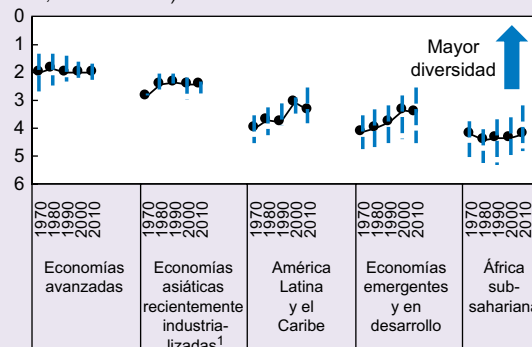 0
1
2
3
4
5
6
Mayor
diversidad
1970
1980
1990
2000
2010
1970
1980
1990
2000
2010
1970
1980
1990
2000
2010
1970
1980
1990
2000
2010
1970
1980
1990
2000
2010
Economías
avanzadas
Economías
asiáticas
recientemente
industria-
lizadas1
América
Latina
y el
Caribe
Economías
emergentes
y en
desarrollo
África
sub-
sahariana